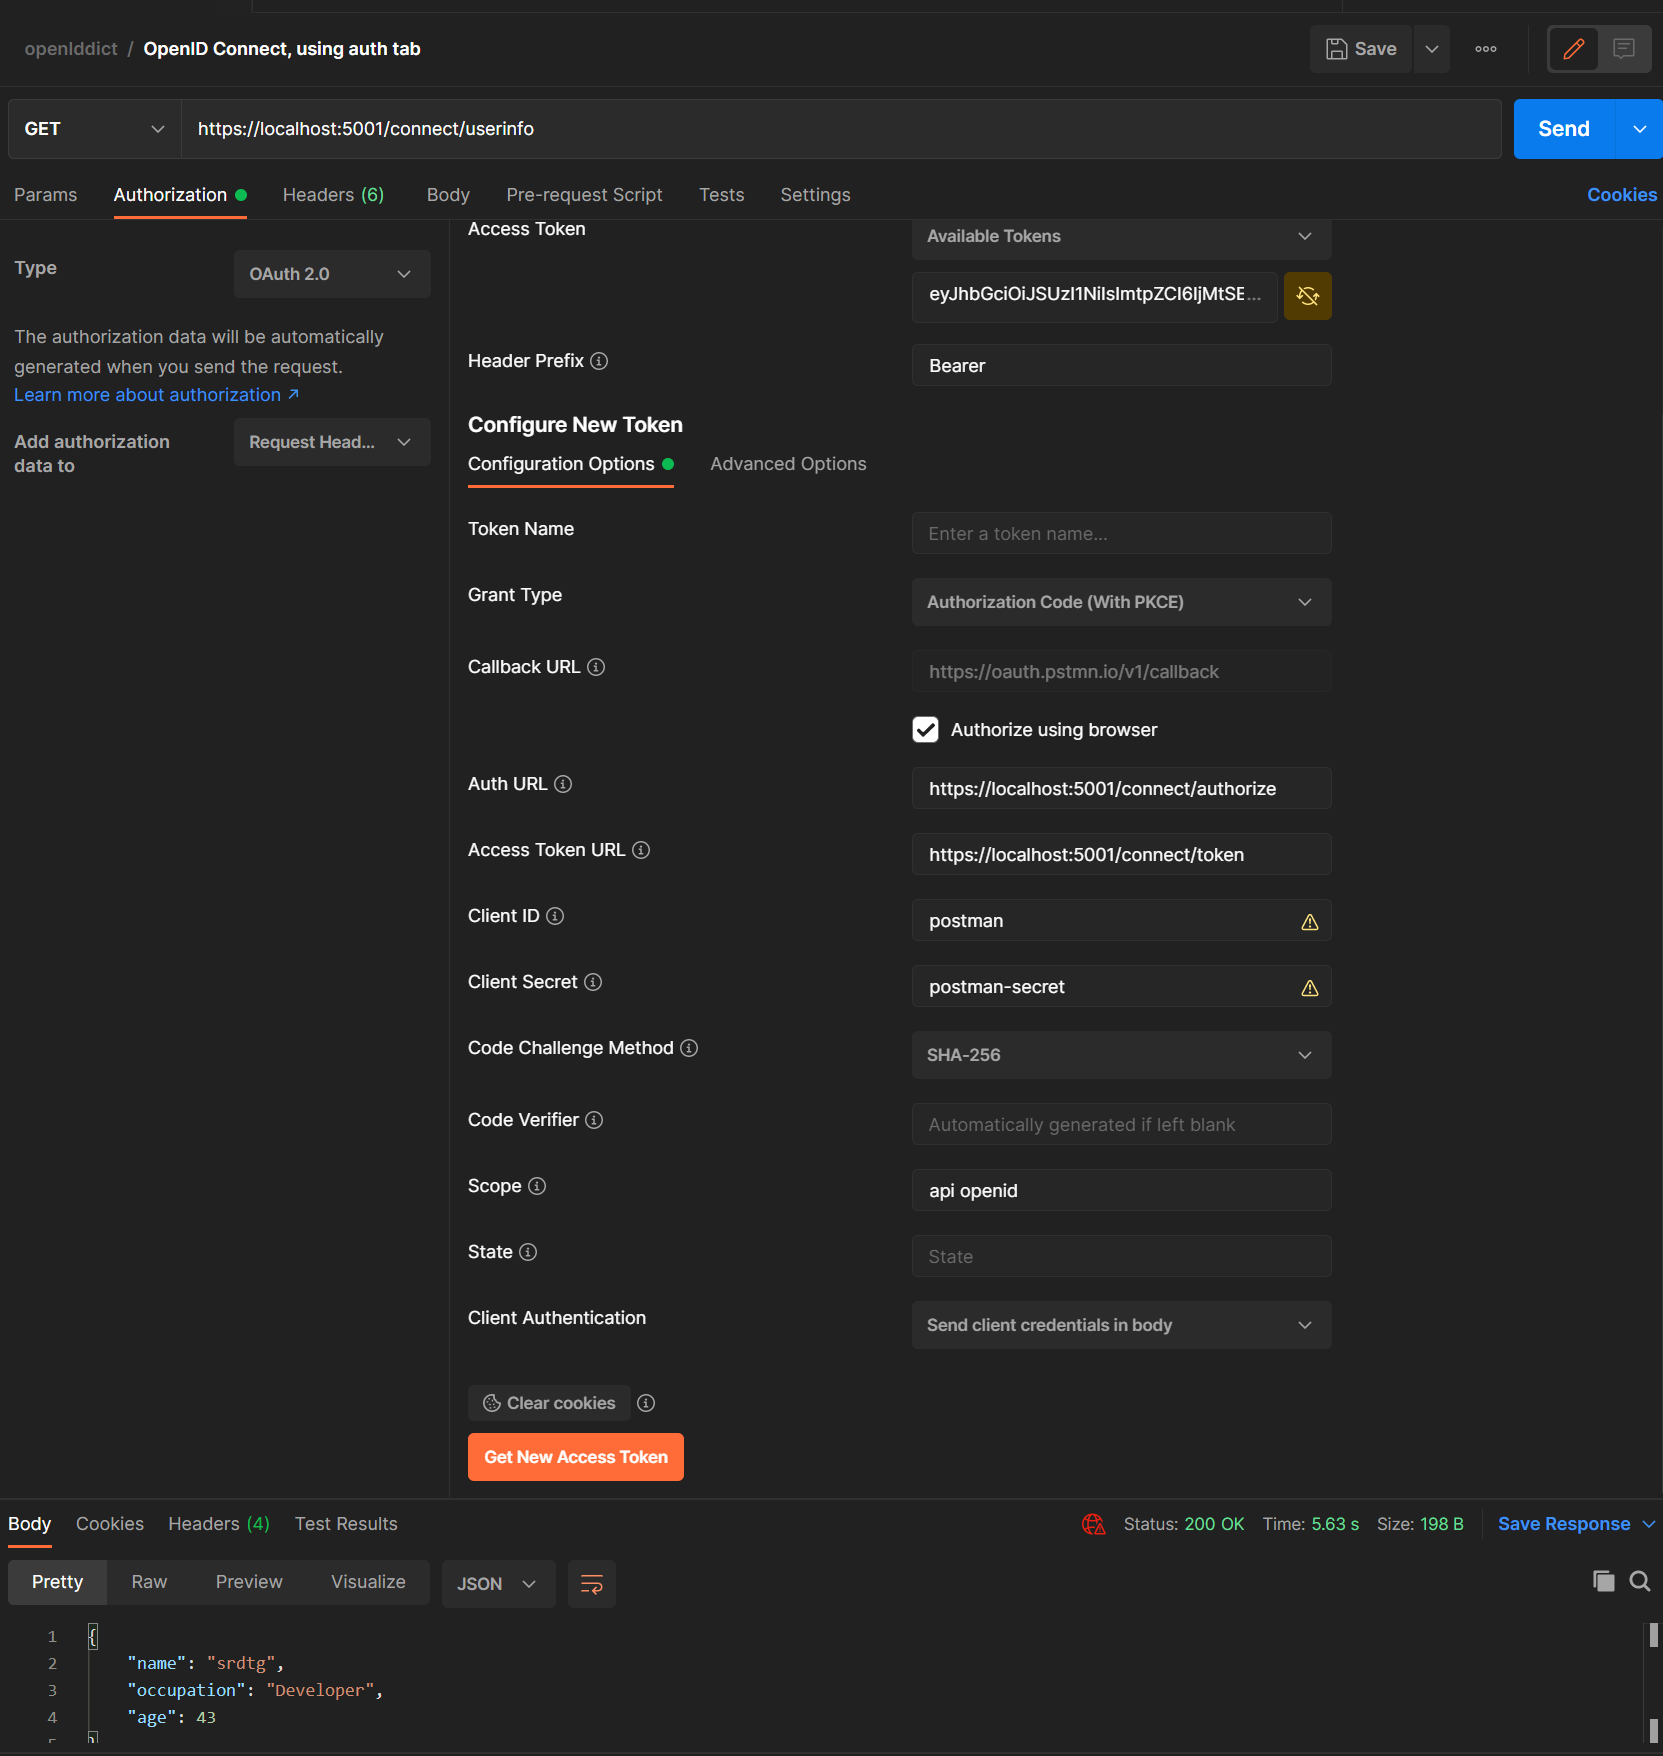 openIddict / OpenID Connect, using auth tab
Save
GET
https://localhost:5001/connect/userinfo
Send
Params Authorization Headers (6) Body Pre-request Script Tests Settings Cookies
Type
OAuth 2.0
The authorization data will be automatically
generated when you send the request.
Learn more about authorization ↗
Add authorization
data to
Request Head...
Access Token
Available Tokens
eyJhbGciOiJSUzI1NiIsImtpZCI6IjMtSE...
Header Prefix
Bearer
Configure New Token
Configuration Options Advanced Options
Token Name
Enter a token name...
Grant Type
Authorization Code (With PKCE)
Callback URL
https://oauth.pstmn.io/v1/callback
Authorize using browser
Auth URL
https://localhost:5001/connect/authorize
Access Token URL
https://localhost:5001/connect/token
Client ID
postman
Client Secret
postman-secret
Code Challenge Method
SHA-256
Code Verifier
Automatically generated if left blank
Scope
api openid
State
State
Client Authentication
Send client credentials in body
Clear cookies
Get New Access Token
Body Cookies Headers (4) Test Results
Status: 200 OK Time: 5.63 s Size: 198 B Save Response
Pretty Raw Preview Visualize JSON
1 {
2 "name": "srdtg",
3 "occupation": "Developer",
4 "age": 43
5 }